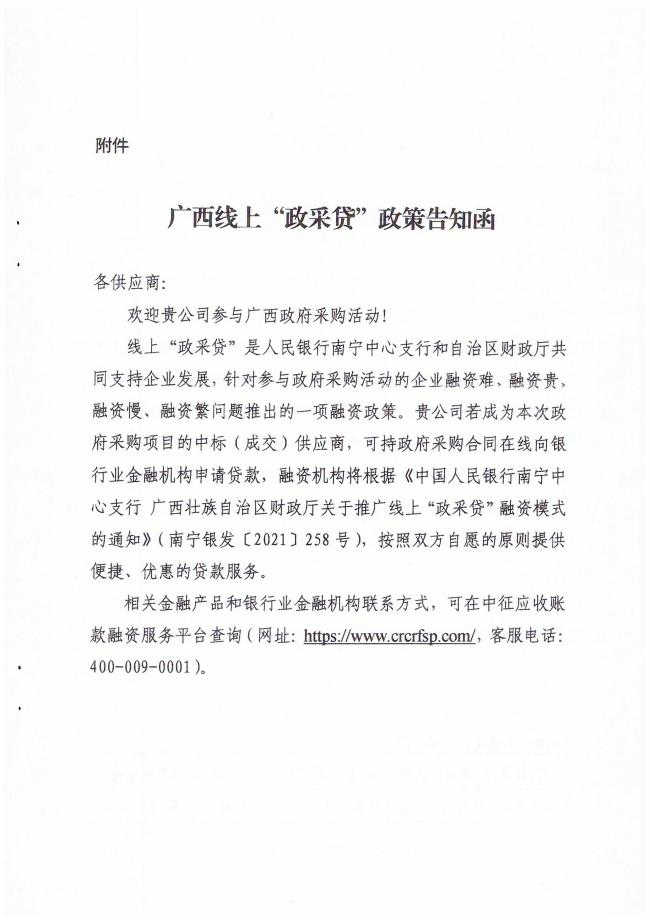 附件
广西线上“政采贷”政策告知函
各供应商：
欢迎贵公司参与广西政府采购活动！
线上“政采贷”是人民银行南宁中心支行和自治区财政厅共
同支持企业发展，针对参与政府采购活动的企业融资难、融资贵、
融资慢、融资繁问题推出的一项融资政策。贵公司若成为本次政
府采购项目的中标（成交）供应商，可持政府采购合同在线向银
行业金融机构申请贷款，融资机构将根据《中国人民银行南宁中
心支行 广西壮族自治区财政厅关于推广线上“政采贷”融资模式
的通知》（南宁银发〔2021〕258号），按照双方自愿的原则提供
便捷、优惠的贷款服务。
相关金融产品和银行业金融机构联系方式，可在中征应收账
款融资服务平台查询（网址：https://www.crcrfsp.com/，客服电话：
400-009-0001）。